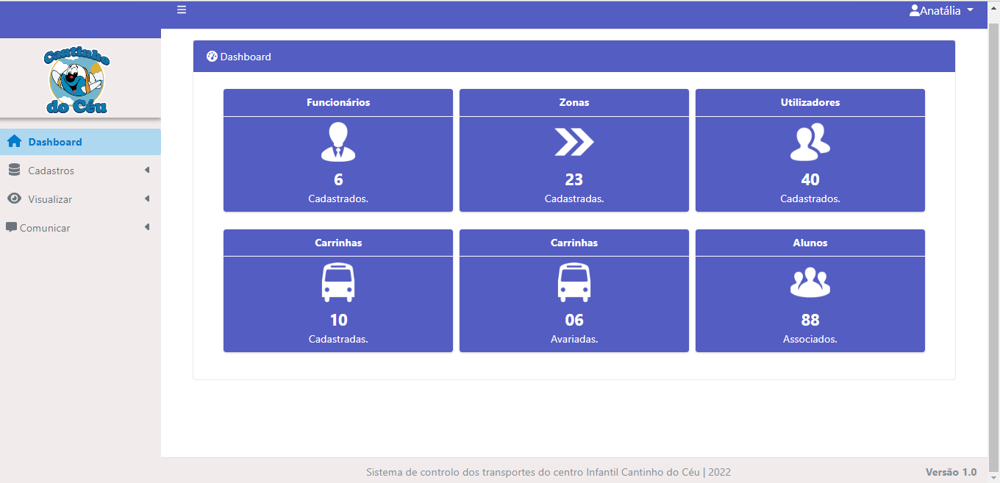 Anatália
Cantinho
do Céu
Dashboard
Cadastros
Visualizar
Comunicar
Dashboard
Funcionários
6
Cadastrados.
Zonas
23
Cadastradas.
Utilizadores
40
Cadastrados.
Carrinhas
10
Cadastradas.
Carrinhas
06
Avariadas.
Alunos
88
Associados.
Sistema de controlo dos transportes do centro Infantil Cantinho do Céu | 2022
Versão 1.0